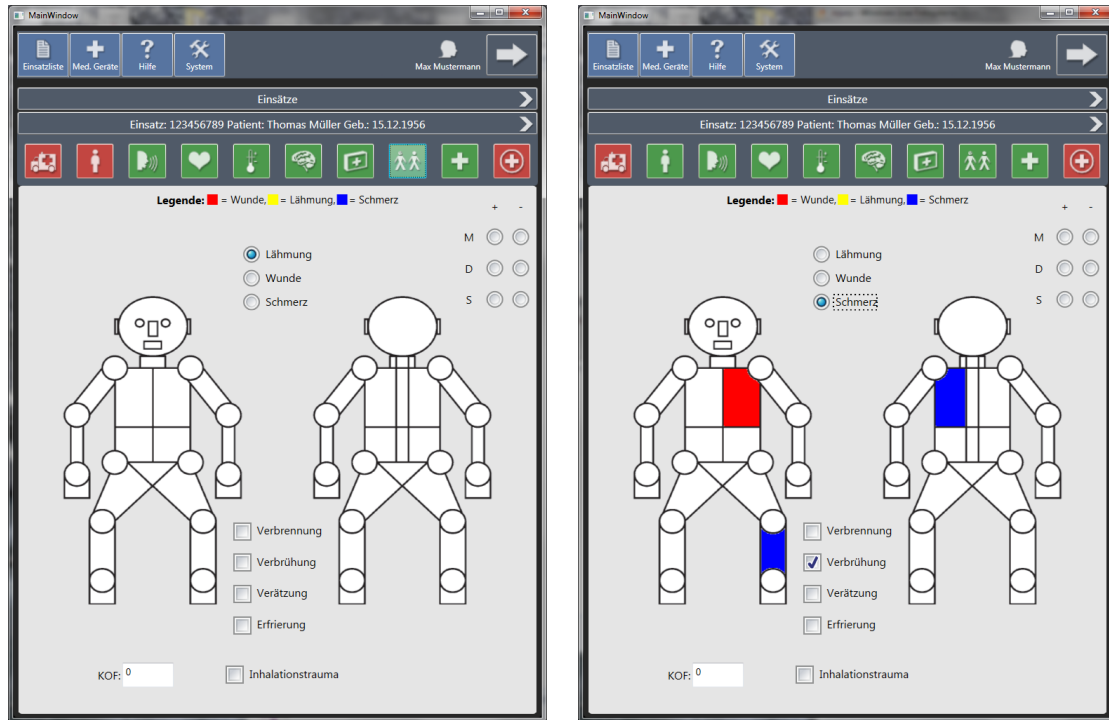 MainWindow
Einsatzliste Med. Geräte Hilfe System Max Mustermann
Einsätze
Einsatz: 123456789 Patient: Thomas Müller Geb.: 15.12.1956
Legende: = Wunde, = Lähmung, = Schmerz
+ -
M
D
S
Lähmung
Wunde
Schmerz
Verbrennung
Verbrühung
Verätzung
Erfrierung
KOF: 0 Inhalationstrauma
MainWindow
Einsatzliste Med. Geräte Hilfe System Max Mustermann
Einsätze
Einsatz: 123456789 Patient: Thomas Müller Geb.: 15.12.1956
Legende: = Wunde, = Lähmung, = Schmerz
+ -
M
D
S
Lähmung
Wunde
Schmerz
Verbrennung
Verbrühung
Verätzung
Erfrierung
KOF: 0 Inhalationstrauma